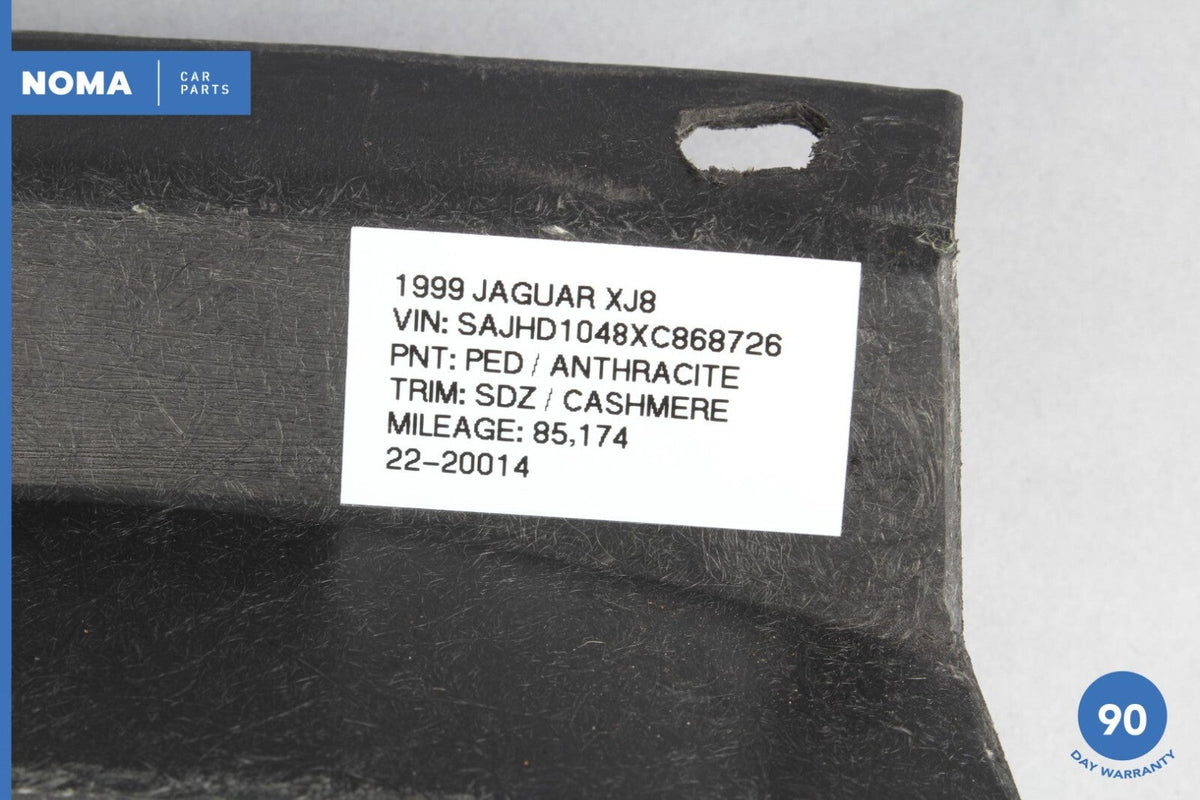 NOMA
CAR
PARTS
1999 JAGUAR XJ8
VIN: SAJHD1048XC868726
PNT: PED / ANTHRACITE
TRIM: SDZ / CASHMERE
MILEAGE: 85,174
22-20014
90
DAY WARRANTY